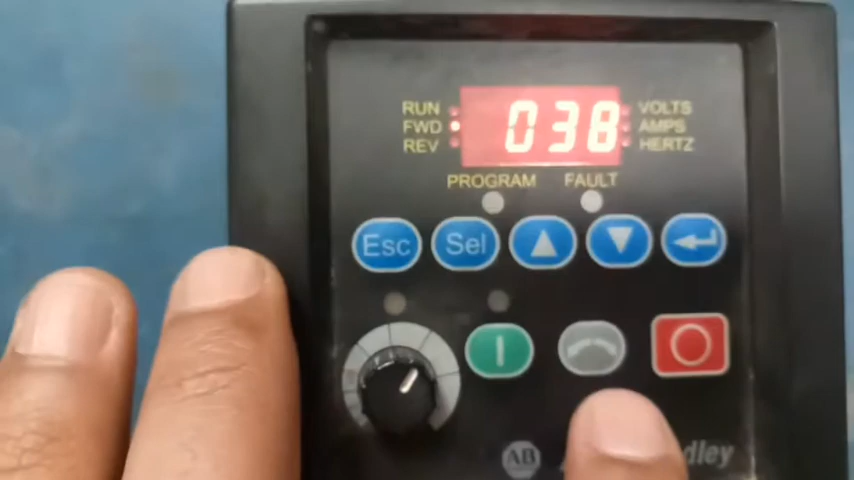 RUN
FWD
REV
038
VOLTS
AMPS
HERTZ
PROGRAM FAULT
Esc Sel
AB dley